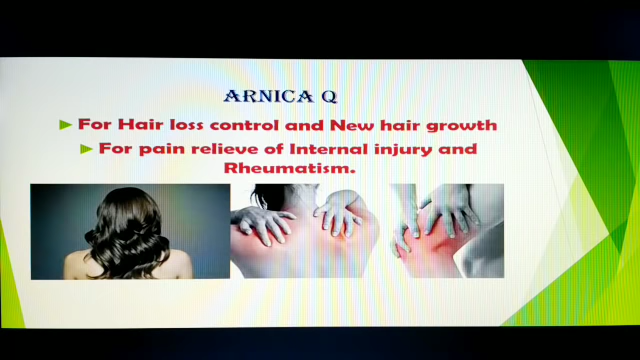 ARNICA Q
For Hair loss control and New hair growth
For pain relieve of Internal injury and
Rheumatism.